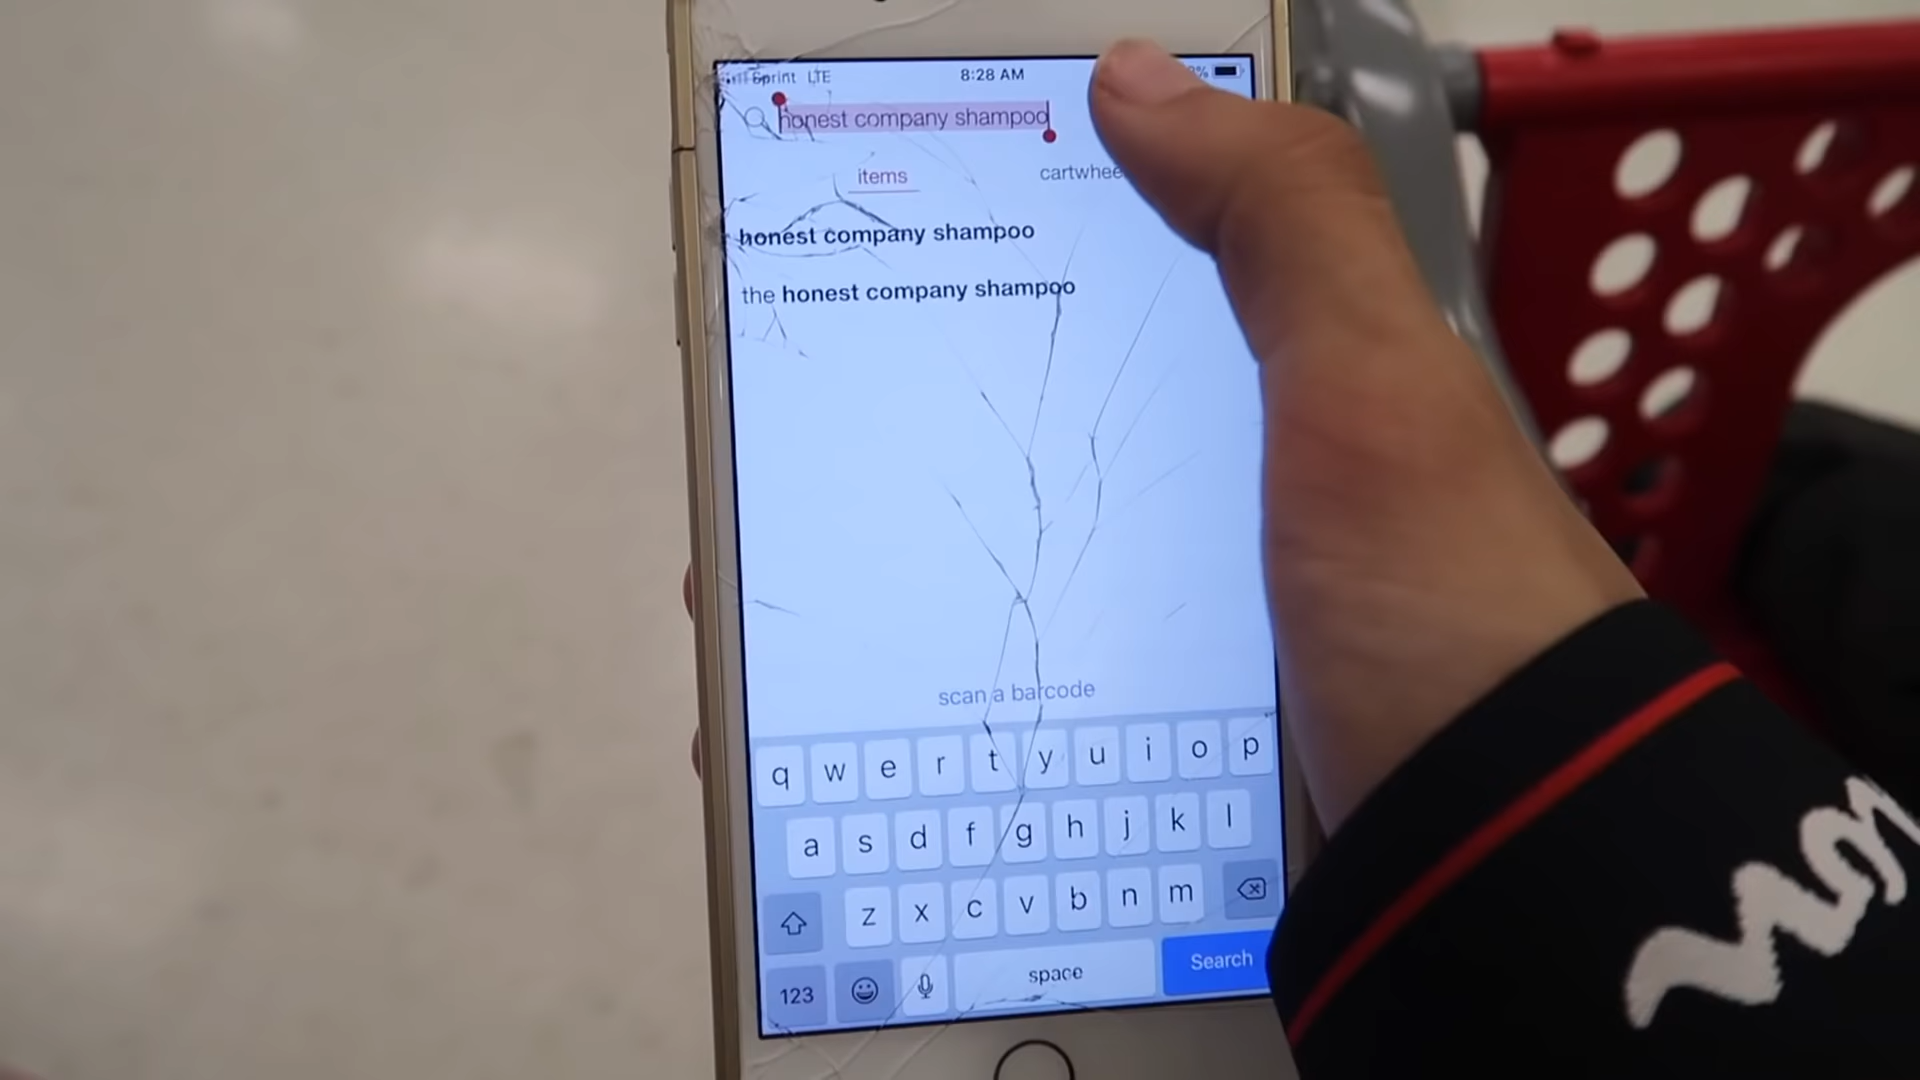 Sprint LTE 8:28 AM
honest company shampoo
items cartwhee
honest company shampoo
the honest company shampoo
scan a barcode
q w e r t y u i o p
a s d f g h j k l
z x c v b n m
123 space Search